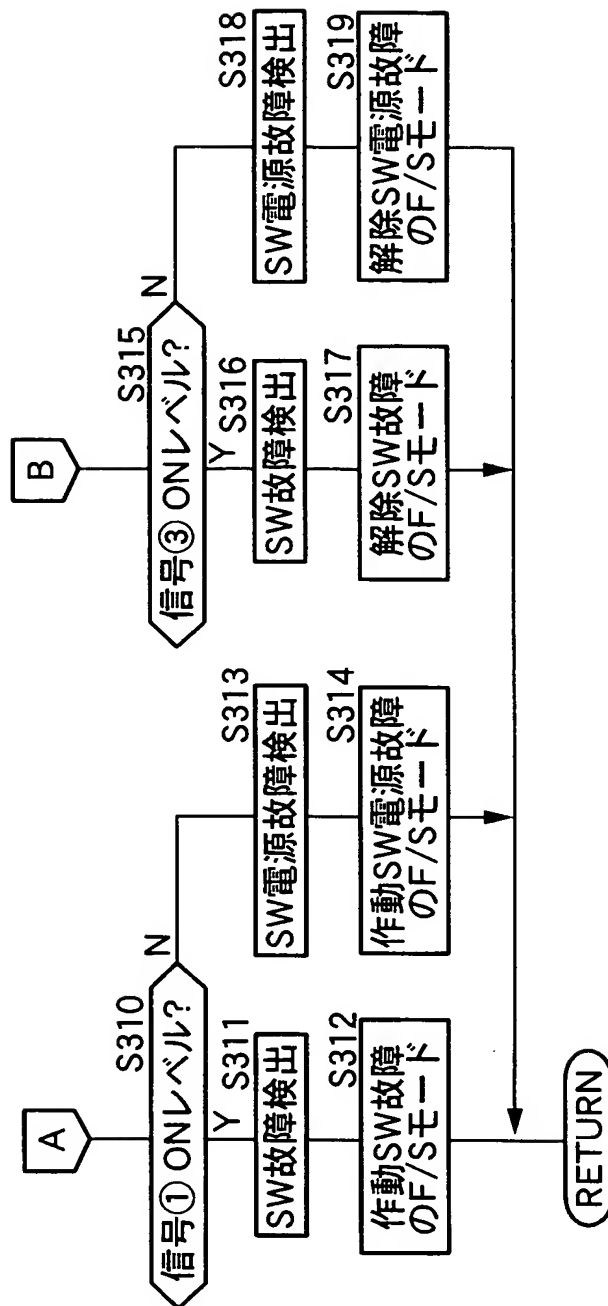 A
S310
信号① ONレベル?
N
Y
S311
SW故障検出
S312
作動SW故障
のF/Sモード
S313
SW電源故障検出
S314
作動SW電源故障
のF/Sモード
B
S315
信号③ ONレベル?
N
Y
S316
SW故障検出
S317
解除SW故障
のF/Sモード
S318
SW電源故障検出
S319
解除SW電源故障
のF/Sモード
RETURN